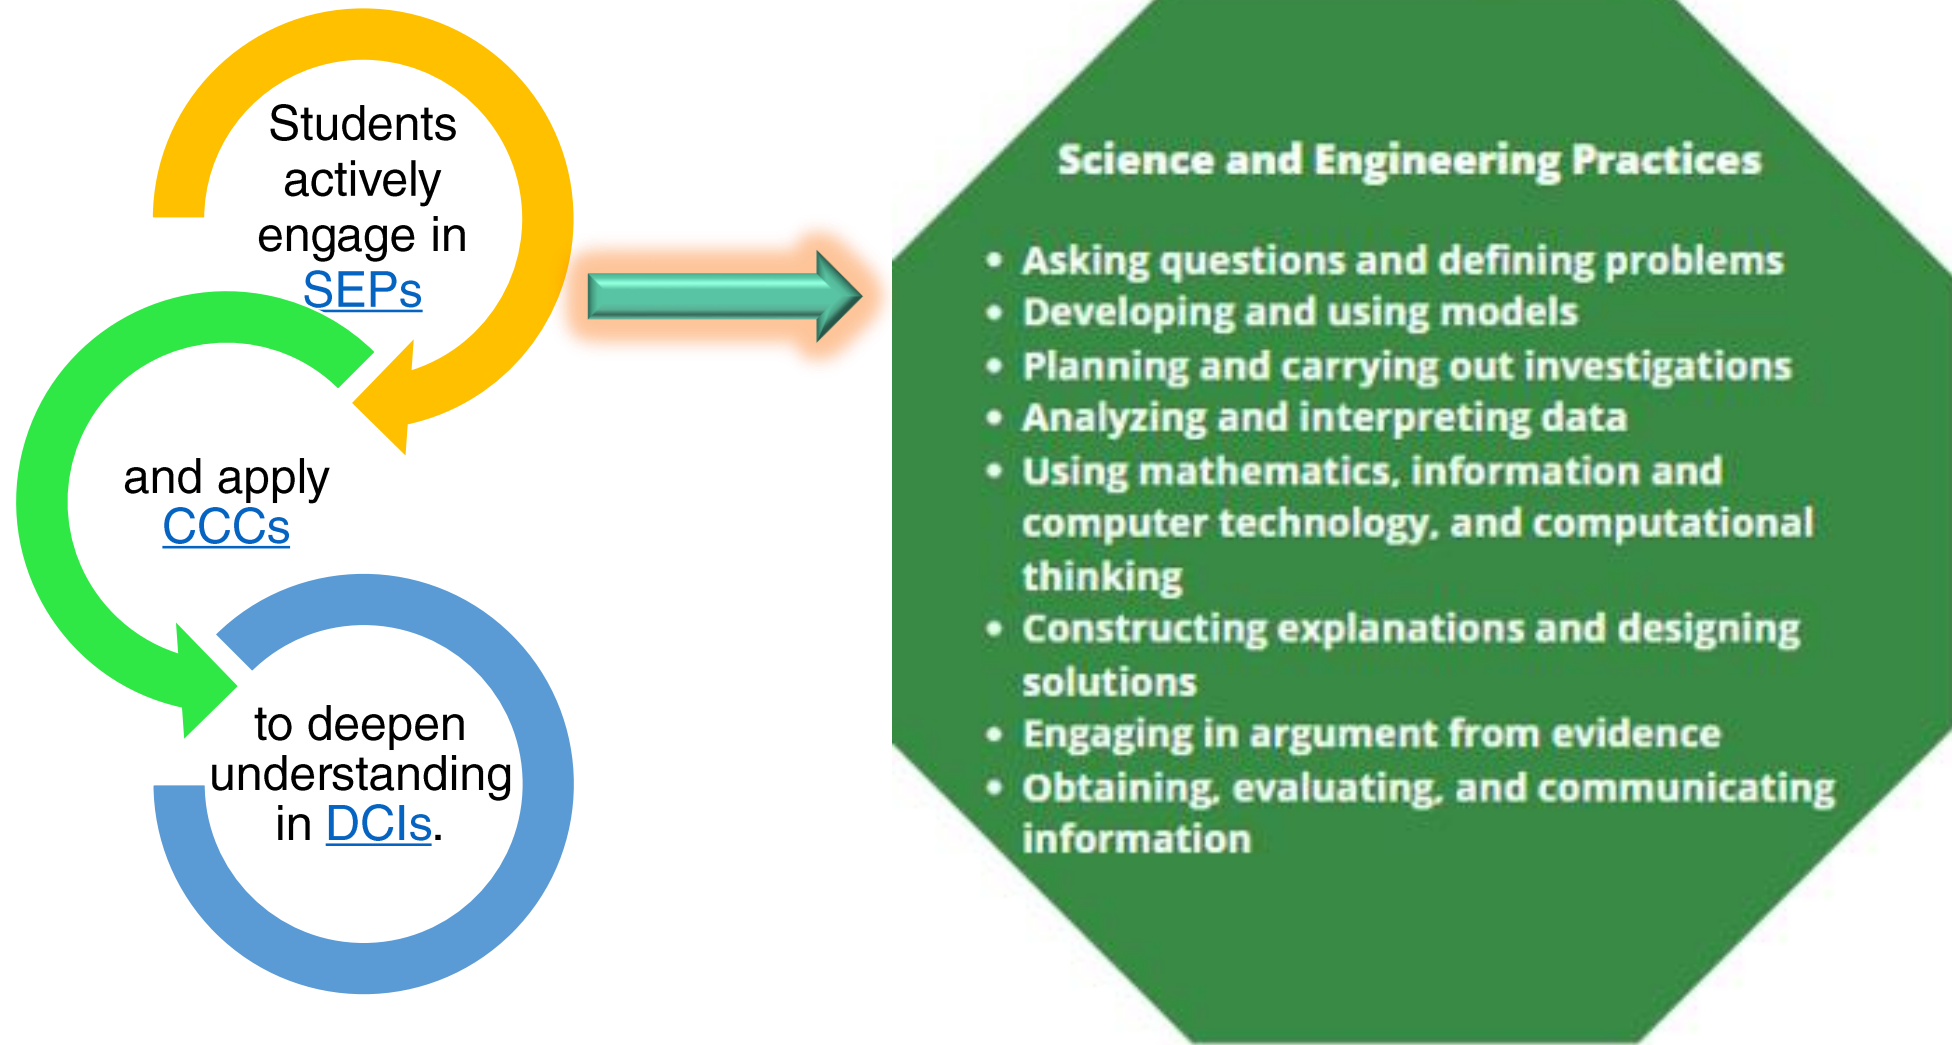 Students
actively
engage in
SEPs
and apply
CCCs
to deepen
understanding
in DCIs.
Science and Engineering Practices
• Asking questions and defining problems
• Developing and using models
• Planning and carrying out investigations
• Analyzing and interpreting data
• Using mathematics, information and
computer technology, and computational
thinking
• Constructing explanations and designing
solutions
• Engaging in argument from evidence
• Obtaining, evaluating, and communicating
information